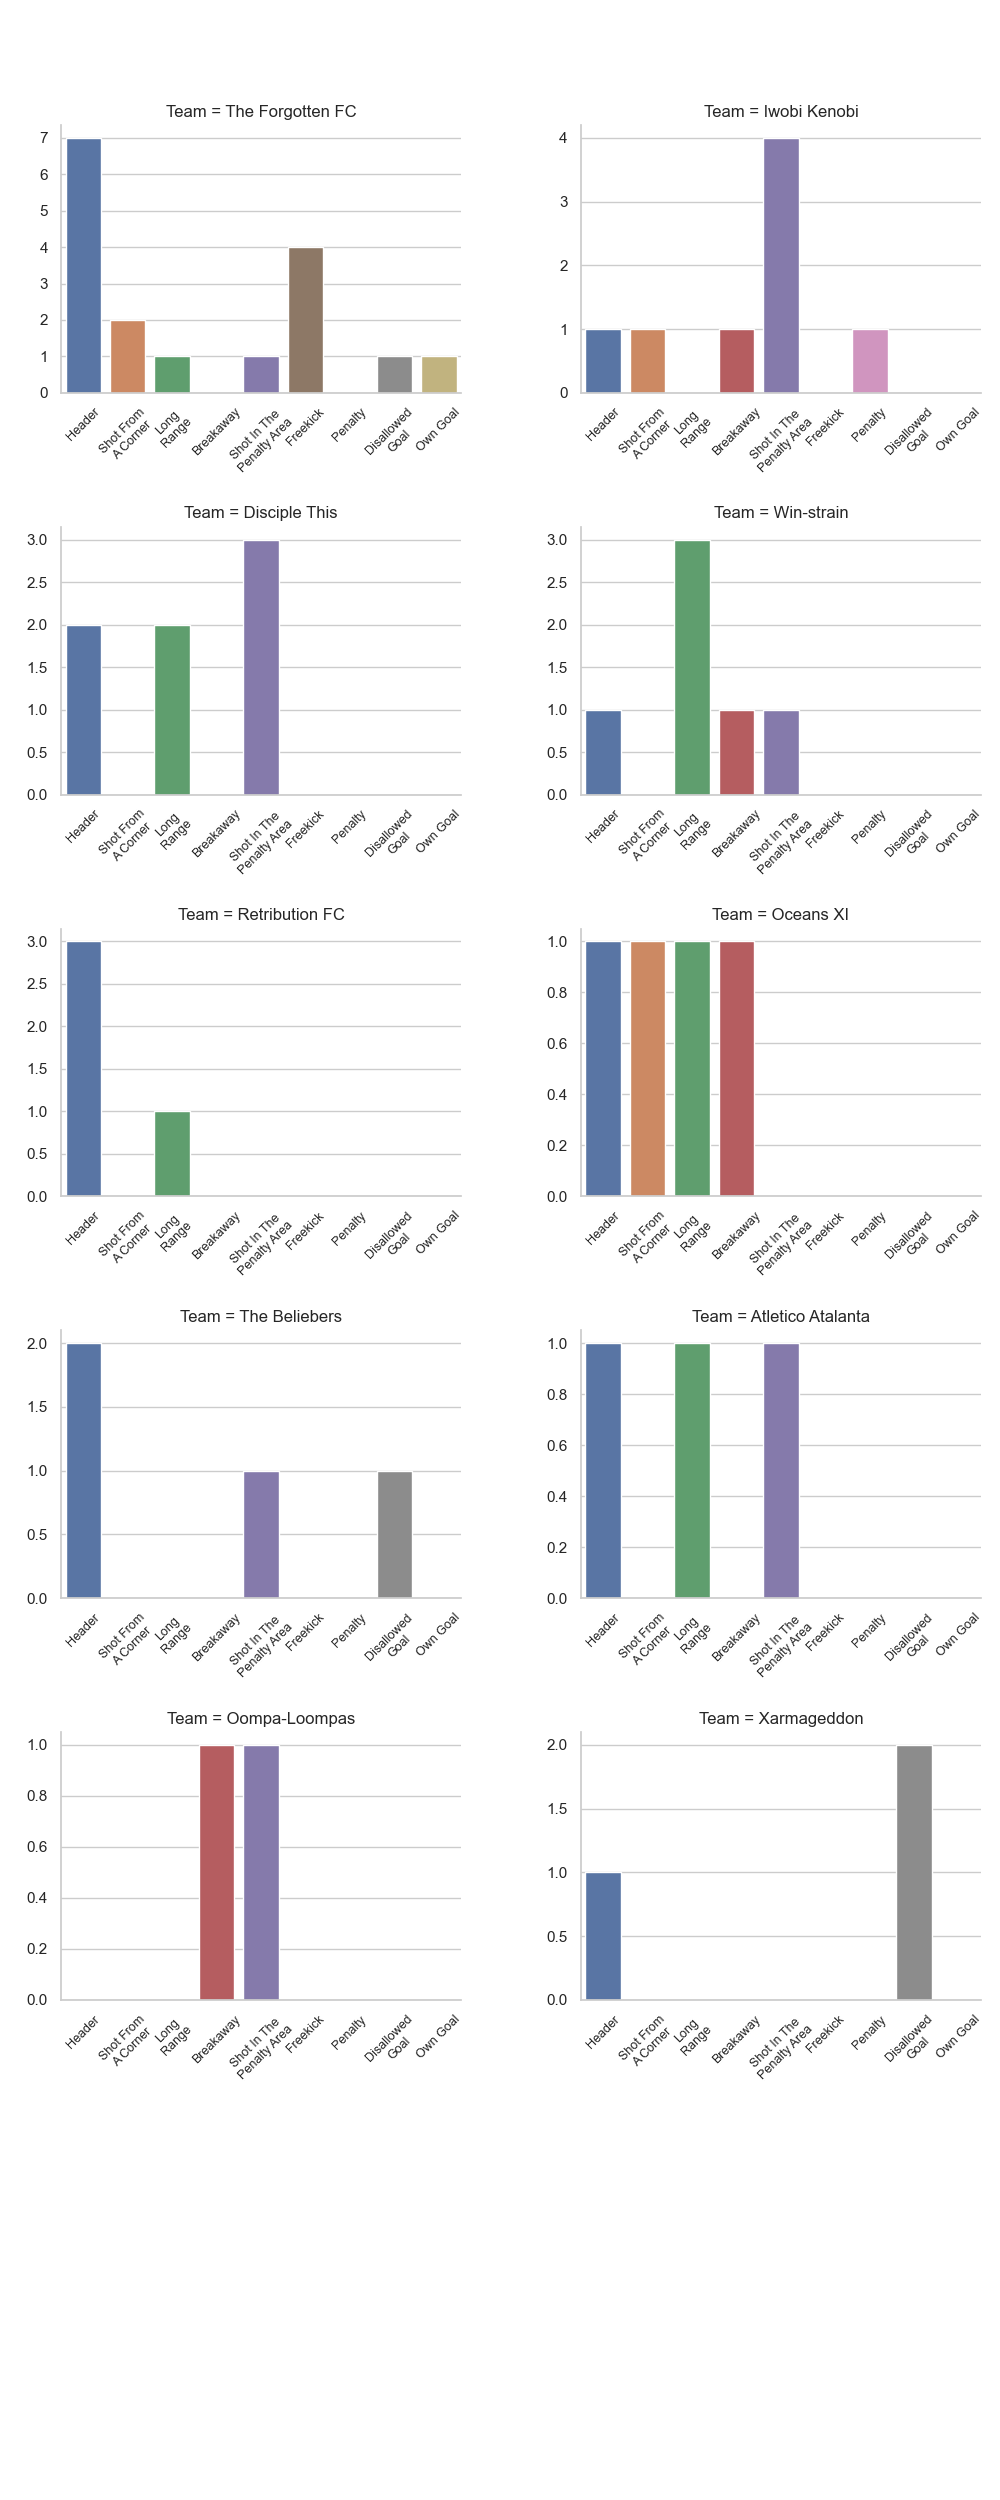 Team = The Forgotten FC
7
6
5
4
3
2
1
0
Header
Shot From
A Corner
Long
Range
Breakaway
Shot In The
Penalty Area
Freekick
Penalty
Disallowed
Goal
Own Goal
Team = Iwobi Kenobi
4
3
2
1
0
Header
Shot From
A Corner
Long
Range
Breakaway
Shot In The
Penalty Area
Freekick
Penalty
Disallowed
Goal
Own Goal
Team = Disciple This
3.0
2.5
2.0
1.5
1.0
0.5
0.0
Header
Shot From
A Corner
Long
Range
Breakaway
Shot In The
Penalty Area
Freekick
Penalty
Disallowed
Goal
Own Goal
Team = Win-strain
3.0
2.5
2.0
1.5
1.0
0.5
0.0
Header
Shot From
A Corner
Long
Range
Breakaway
Shot In The
Penalty Area
Freekick
Penalty
Disallowed
Goal
Own Goal
Team = Retribution FC
3.0
2.5
2.0
1.5
1.0
0.5
0.0
Header
Shot From
A Corner
Long
Range
Breakaway
Shot In The
Penalty Area
Freekick
Penalty
Disallowed
Goal
Own Goal
Team = Oceans XI
1.0
0.8
0.6
0.4
0.2
0.0
Header
Shot From
A Corner
Long
Range
Breakaway
Shot In The
Penalty Area
Freekick
Penalty
Disallowed
Goal
Own Goal
Team = The Beliebers
2.0
1.5
1.0
0.5
0.0
Header
Shot From
A Corner
Long
Range
Breakaway
Shot In The
Penalty Area
Freekick
Penalty
Disallowed
Goal
Own Goal
Team = Atletico Atalanta
1.0
0.8
0.6
0.4
0.2
0.0
Header
Shot From
A Corner
Long
Range
Breakaway
Shot In The
Penalty Area
Freekick
Penalty
Disallowed
Goal
Own Goal
Team = Oompa-Loompas
1.0
0.8
0.6
0.4
0.2
0.0
Header
Shot From
A Corner
Long
Range
Breakaway
Shot In The
Penalty Area
Freekick
Penalty
Disallowed
Goal
Own Goal
Team = Xarmageddon
2.0
1.5
1.0
0.5
0.0
Header
Shot From
A Corner
Long
Range
Breakaway
Shot In The
Penalty Area
Freekick
Penalty
Disallowed
Goal
Own Goal